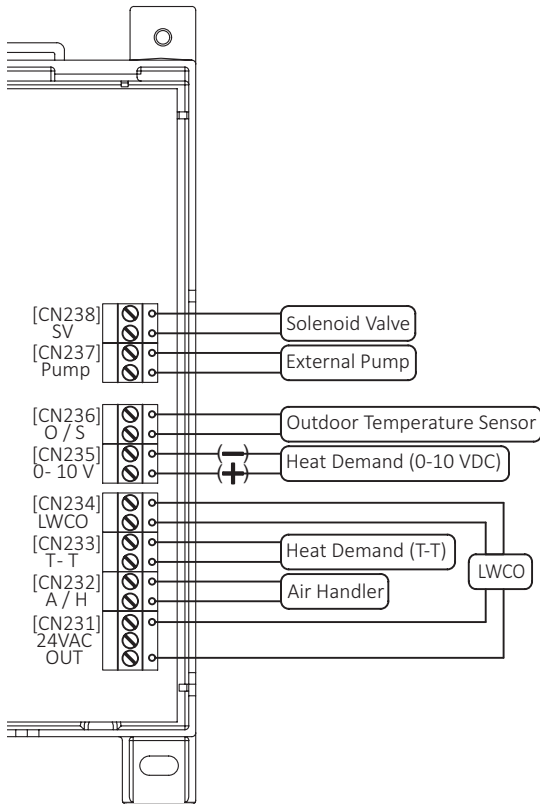 [CN238]
SV
Solenoid Valve
[CN237]
Pump
External Pump
[CN236]
O / S
Outdoor Temperature Sensor
[CN235]
0- 10 V
(−)
(+)
Heat Demand (0-10 VDC)
[CN234]
LWCO
[CN233]
T- T
Heat Demand (T-T)
LWCO
[CN232]
A / H
Air Handler
[CN231]
24VAC
OUT